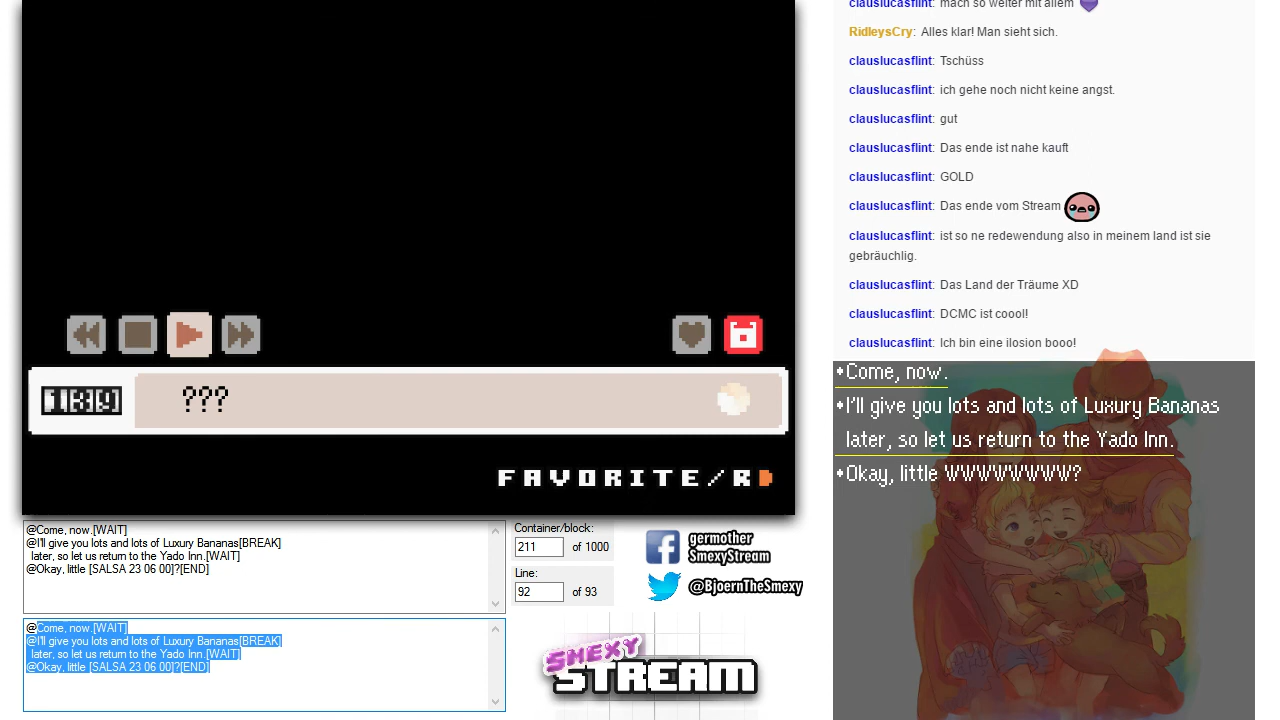 clauslucasflint: mach so weiter mit allem
RidleysCry: Alles klar! Man sieht sich.
clauslucasflint: Tschüss
clauslucasflint: ich gehe noch nicht keine angst.
clauslucasflint: gut
clauslucasflint: Das ende ist nahe kauft
clauslucasflint: GOLD
clauslucasflint: Das ende vom Stream
clauslucasflint: ist so ne redewendung also in meinem land ist sie
gebräuchlig.
clauslucasflint: Das Land der Träume XD
clauslucasflint: DCMC ist coool!
clauslucasflint: Ich bin eine ilosion booo!
139 ???
FAVORITE/R
•Come, now.
•I'll give you lots and lots of Luxury Bananas
later, so let us return to the Yado Inn.
•Okay, little WWWWWWWW?
@Come, now.[WAIT]
@I'll give you lots and lots of Luxury Bananas[BREAK]
later, so let us return to the Yado Inn.[WAIT]
@Okay, little [SALSA 23 06 00]?[END]
Container/block:
211 of 1000
Line:
92 of 93
germother
SmexyStream
@BjoernTheSmexy
@Come, now.[WAIT]
@I'll give you lots and lots of Luxury Bananas[BREAK]
later, so let us return to the Yado Inn.[WAIT]
@Okay, little [SALSA 23 06 00]?[END]
SMEXY
STREAM